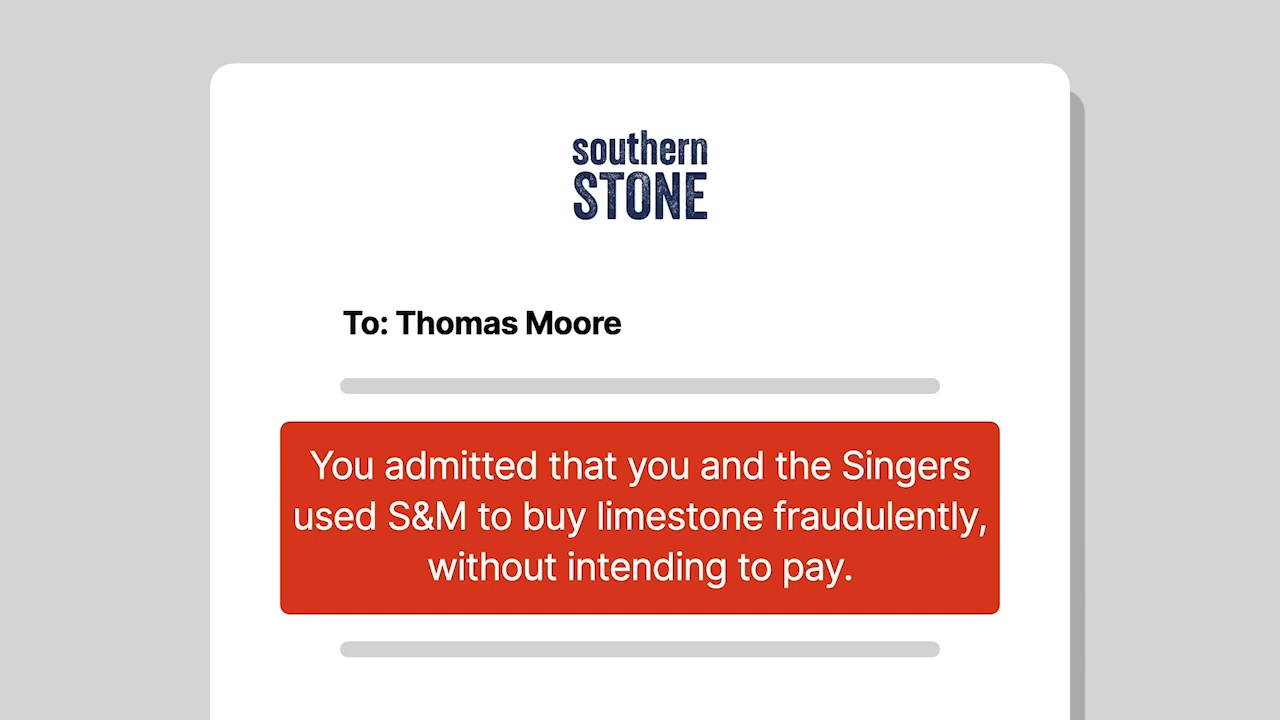 southern
STONE
To: Thomas Moore
You admitted that you and the Singers
used S&M to buy limestone fraudulently,
without intending to pay.